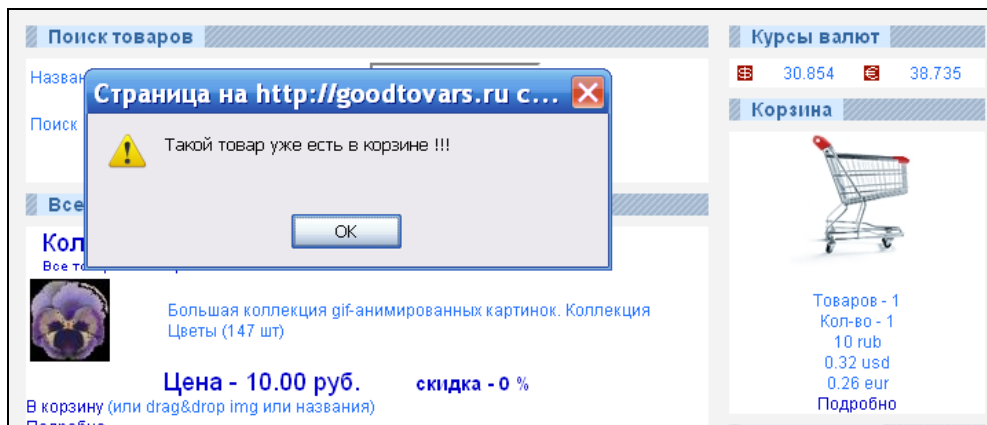 Поиск товаров
Курсы валют
Назван
30.854
38.735
Страница на http://goodtovars.ru с...
Корзина
Поиск
Такой товар уже есть в корзине !!!
Все
OK
Кол
Все то
Большая коллекция gif-анимированных картинок. Коллекция
Цветы (147 шт)
Товаров - 1
Кол-во - 1
10 rub
0.32 usd
0.26 eur
Подробно
Цена - 10.00 руб. скидка - 0 %
В корзину (или drag&drop img или названия)
Подробно